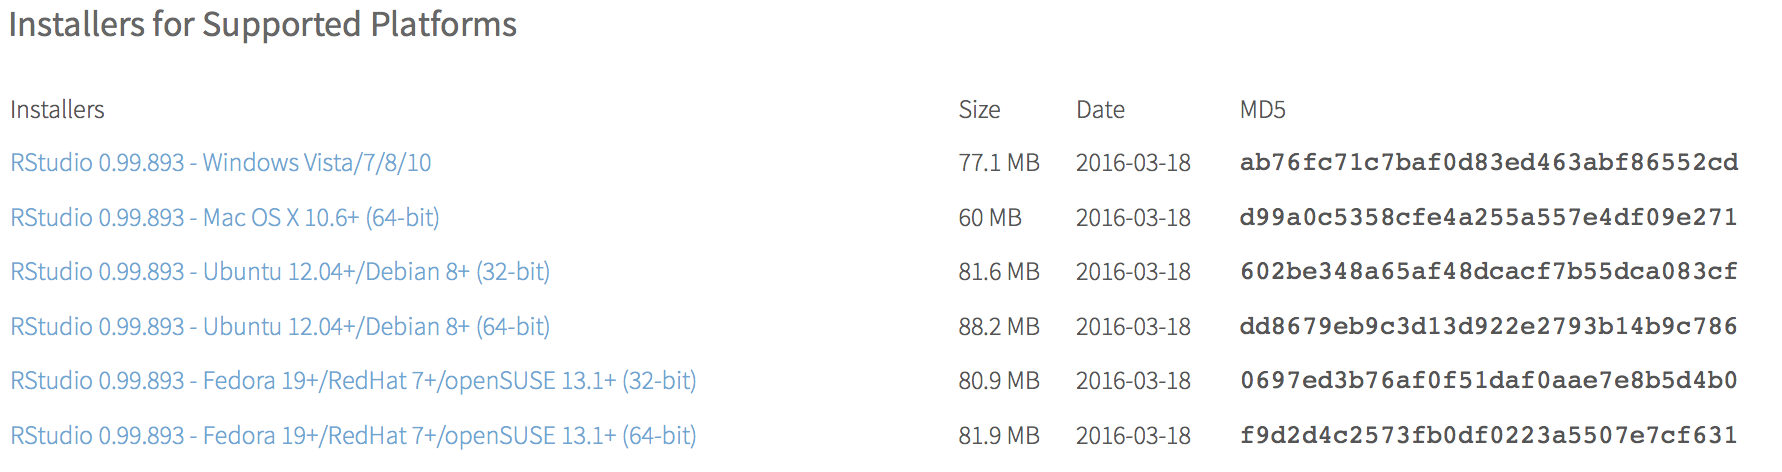 Installers for Supported Platforms
Installers Size Date MD5
RStudio 0.99.893 - Windows Vista/7/8/10 77.1 MB 2016-03-18 ab76fc71c7baf0d83ed463abf86552cd
RStudio 0.99.893 - Mac OS X 10.6+ (64-bit) 60 MB 2016-03-18 d99a0c5358cfe4a255a557e4df09e271
RStudio 0.99.893 - Ubuntu 12.04+/Debian 8+ (32-bit) 81.6 MB 2016-03-18 602be348a65af48dcacf7b55dca083cf
RStudio 0.99.893 - Ubuntu 12.04+/Debian 8+ (64-bit) 88.2 MB 2016-03-18 dd8679eb9c3d13d922e2793b14b9c786
RStudio 0.99.893 - Fedora 19+/RedHat 7+/openSUSE 13.1+ (32-bit) 80.9 MB 2016-03-18 0697ed3b76af0f51daf0aae7e8b5d4b0
RStudio 0.99.893 - Fedora 19+/RedHat 7+/openSUSE 13.1+ (64-bit) 81.9 MB 2016-03-18 f9d2d4c2573fb0df0223a5507e7cf631